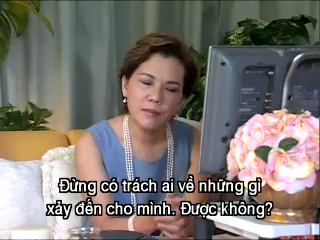 Đừng có trách ai về những gì
xảy đến cho mình. Được không?